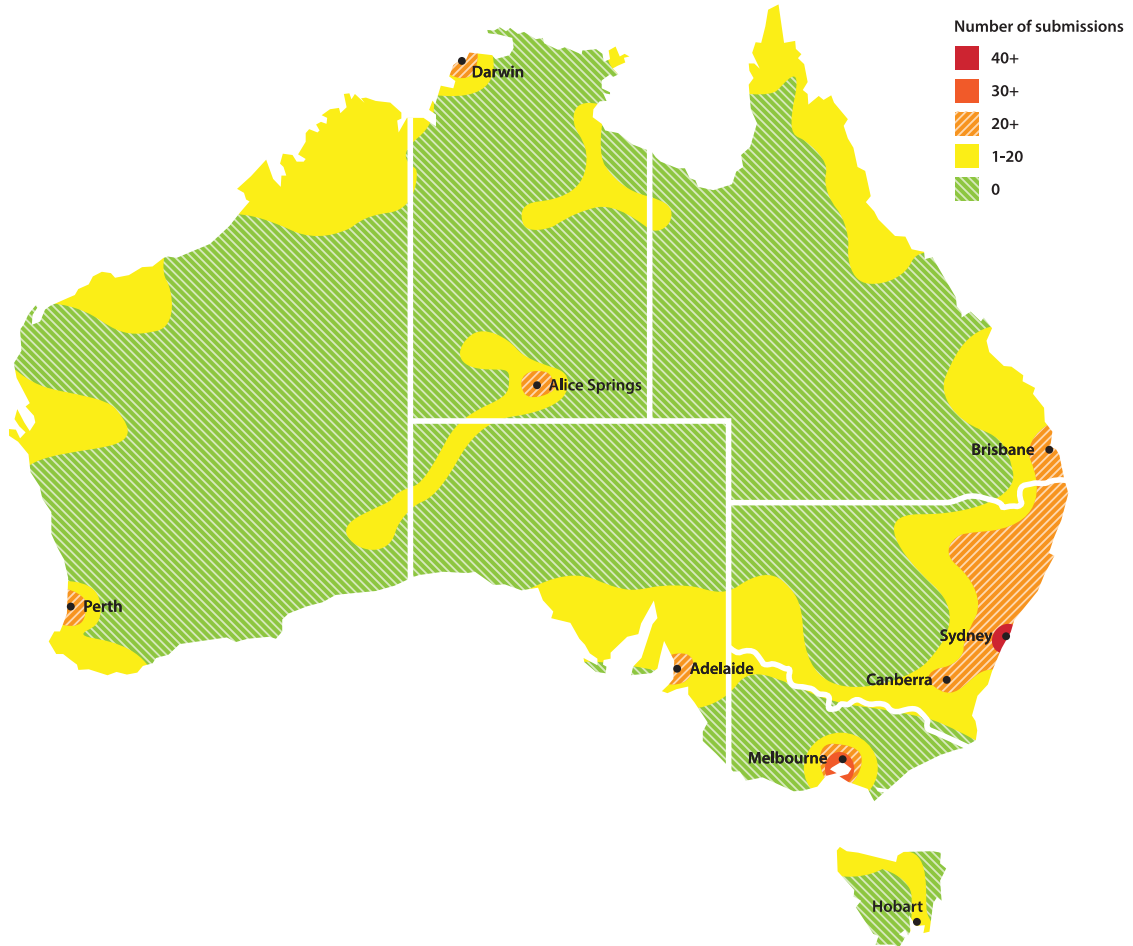 Number of submissions
40+
30+
20+
1-20
0
Darwin
Alice Springs
Brisbane
Perth
Sydney
Adelaide
Canberra
Melbourne
Hobart